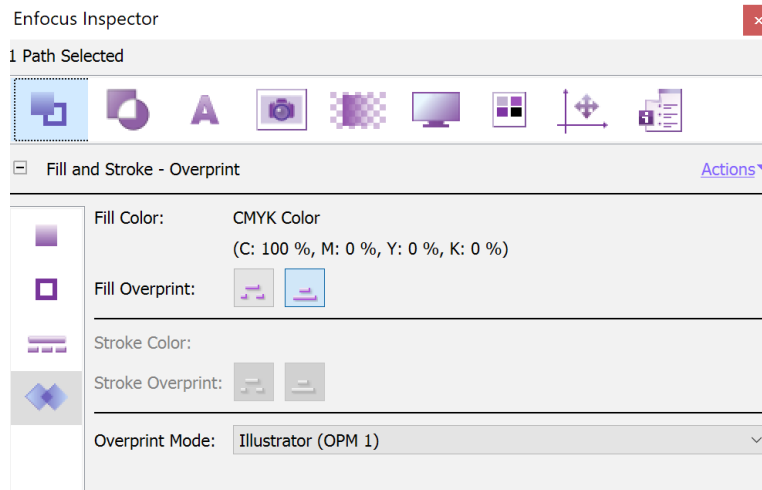 Enfocus Inspector
1 Path Selected
Fill and Stroke - Overprint
Actions
Fill Color:
CMYK Color
(C: 100 %, M: 0 %, Y: 0 %, K: 0 %)
Fill Overprint:
Stroke Color:
Stroke Overprint:
Overprint Mode:
Illustrator (OPM 1)